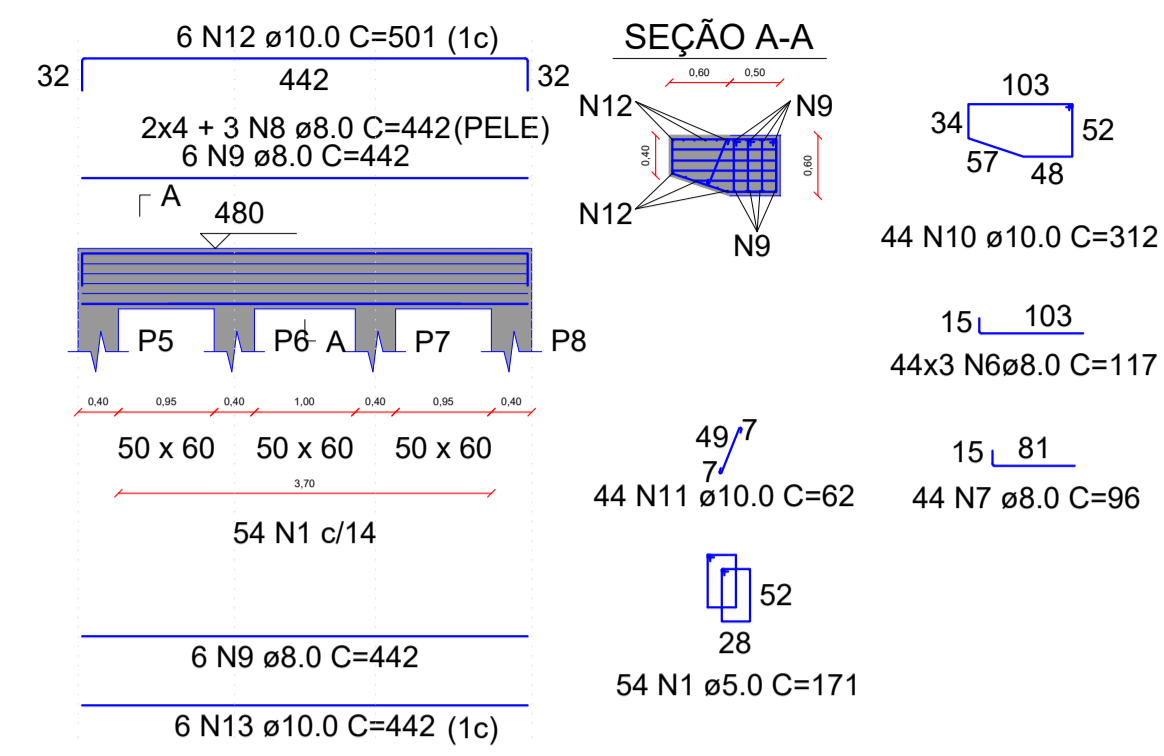 6 N12 ø10.0 C=501 (1c)
32
442
32
2x4 + 3 N8 ø8.0 C=442(PELE)
6 N9 ø8.0 C=442
A
480
P5
P6
A
P7
P8
0,40
0,95
0,40
1,00
0,40
0,95
0,40
50 x 60
50 x 60
50 x 60
3,70
54 N1 c/14
6 N9 ø8.0 C=442
6 N13 ø10.0 C=442 (1c)
SEÇÃO A-A
0,60
0,50
N12
N9
0,40
0,60
N12
N9
103
34
52
57
48
44 N10 ø10.0 C=312
15
103
44x3 N6ø8.0 C=117
49
7
7
44 N11 ø10.0 C=62
15
81
44 N7 ø8.0 C=96
52
28
54 N1 ø5.0 C=171